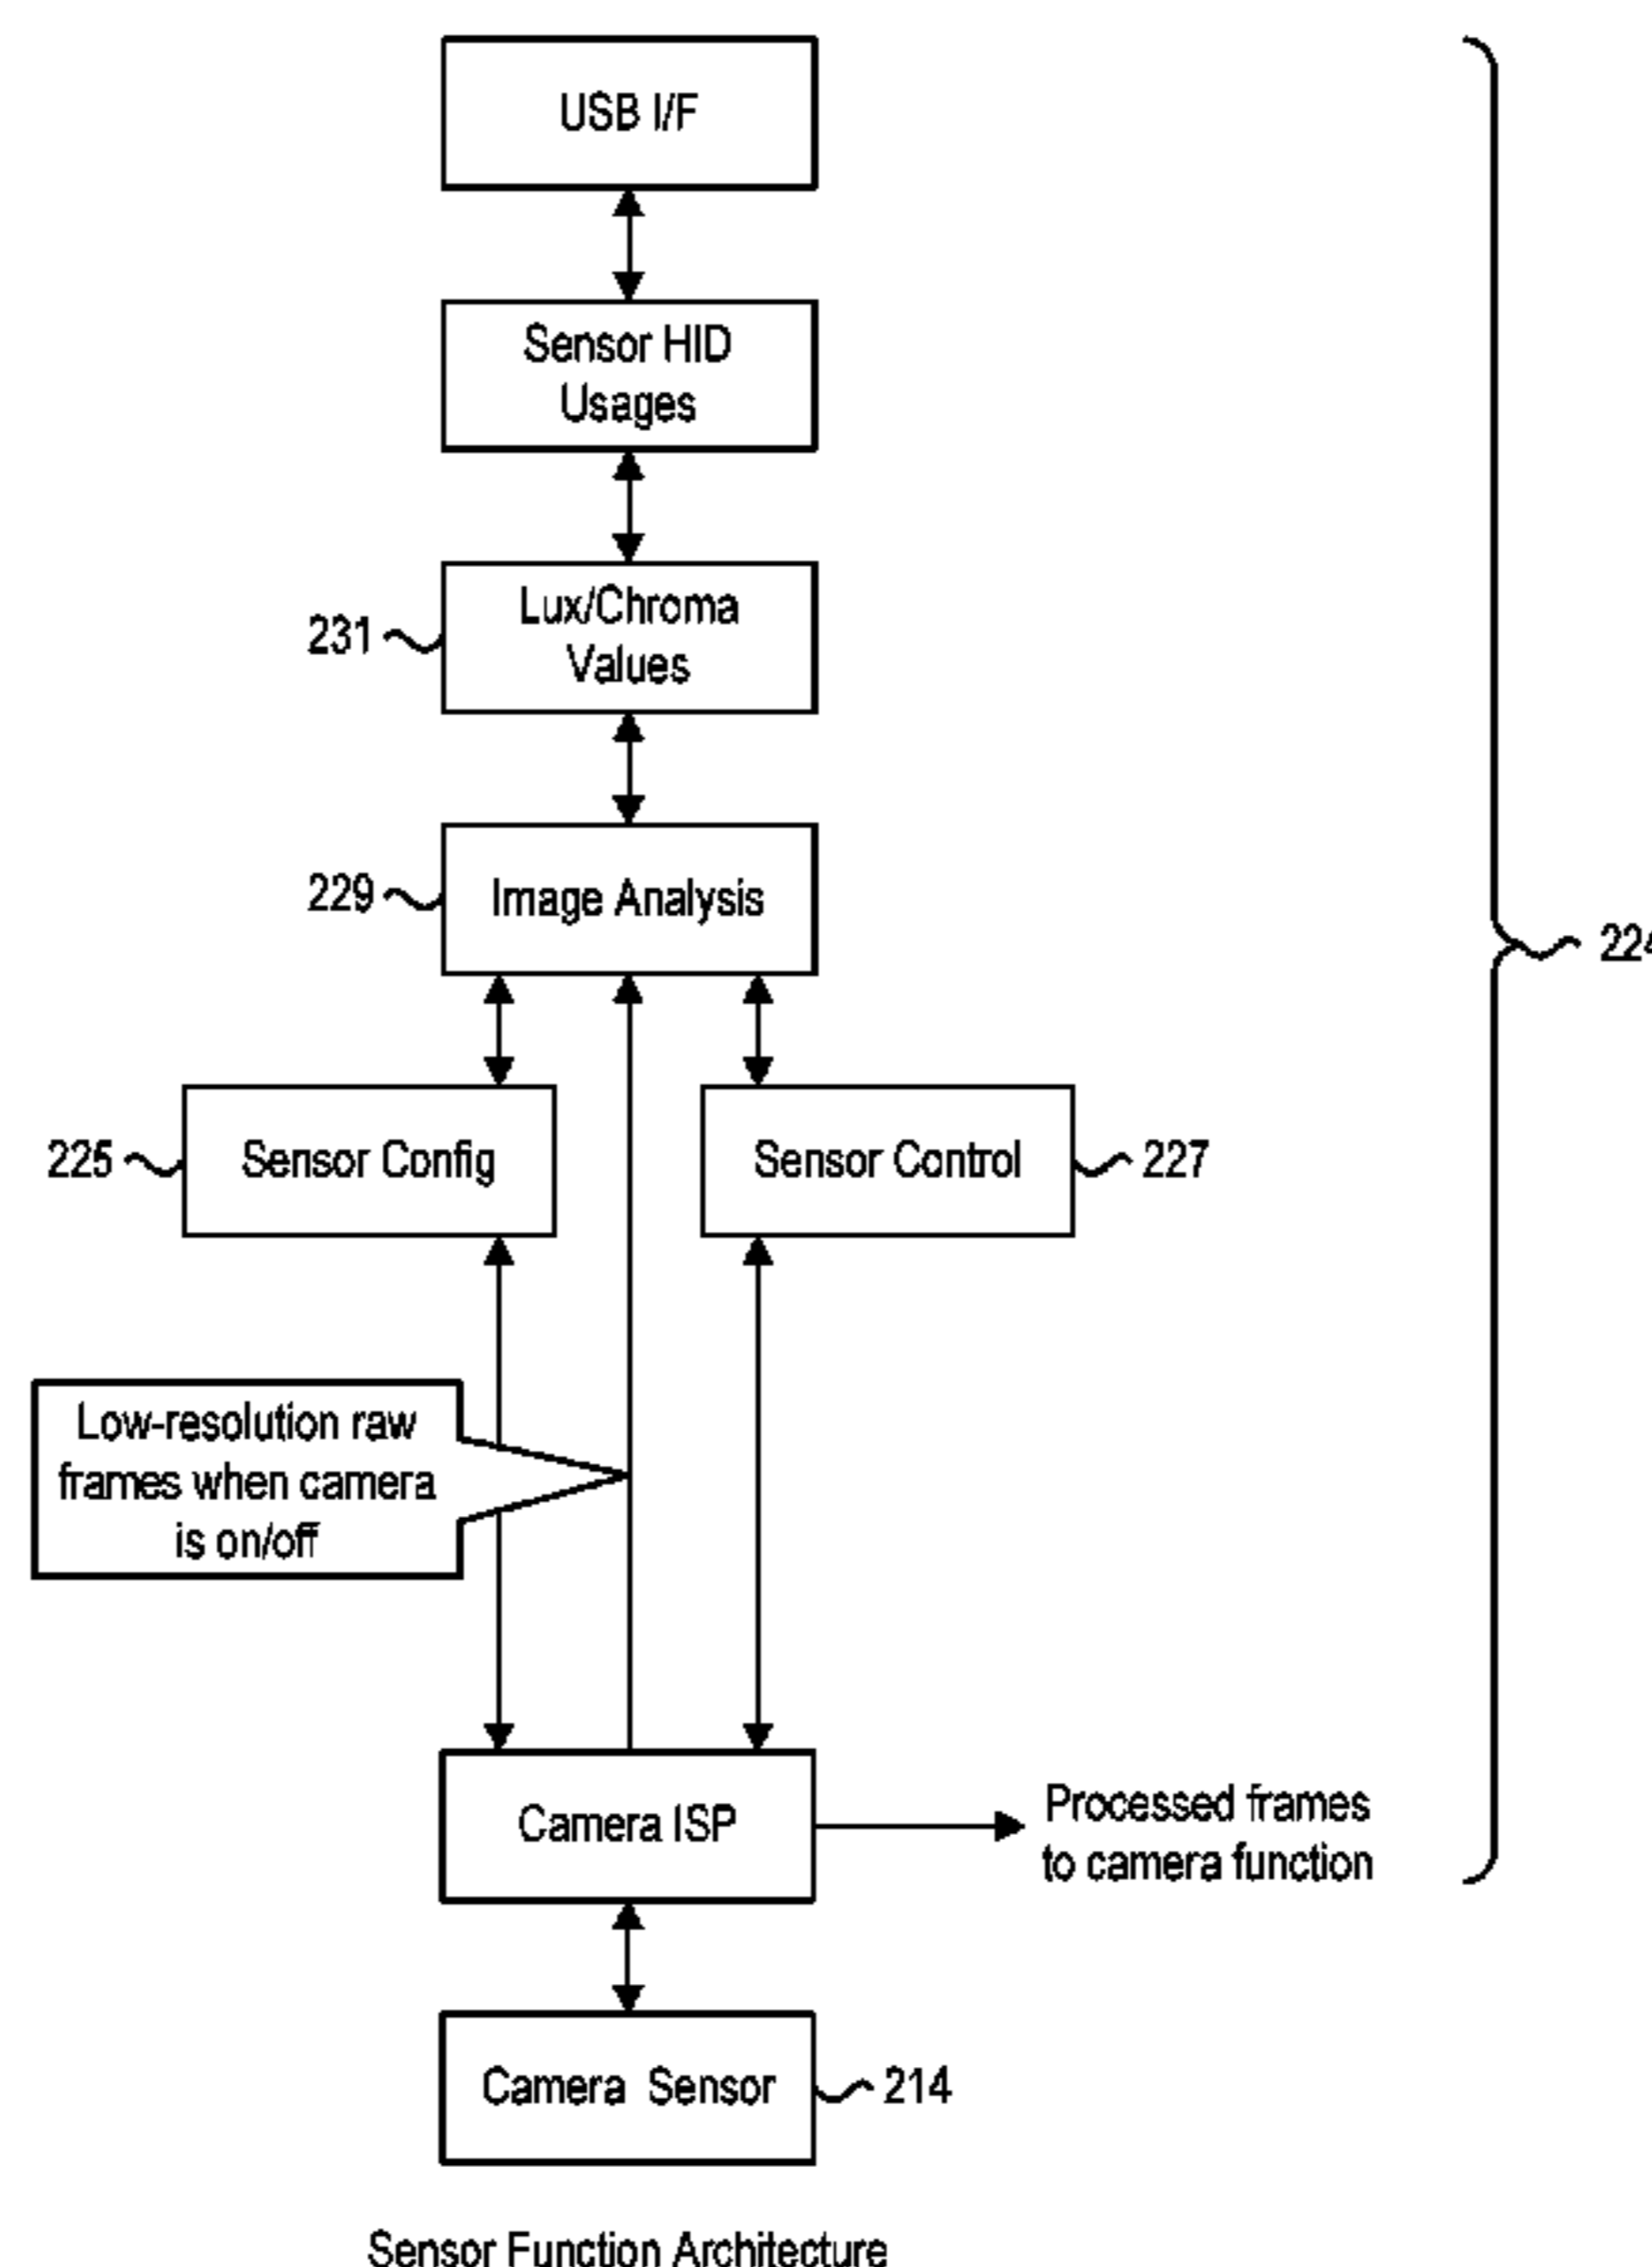 USB I/F
Sensor HID
Usages
231
Lux/Chroma
Values
229
Image Analysis
224
225
Sensor Config
Sensor Control
227
Low-resolution raw
frames when camera
is on/off
Camera ISP
Processed frames
to camera function
Camera Sensor
214
Sensor Function Architecture